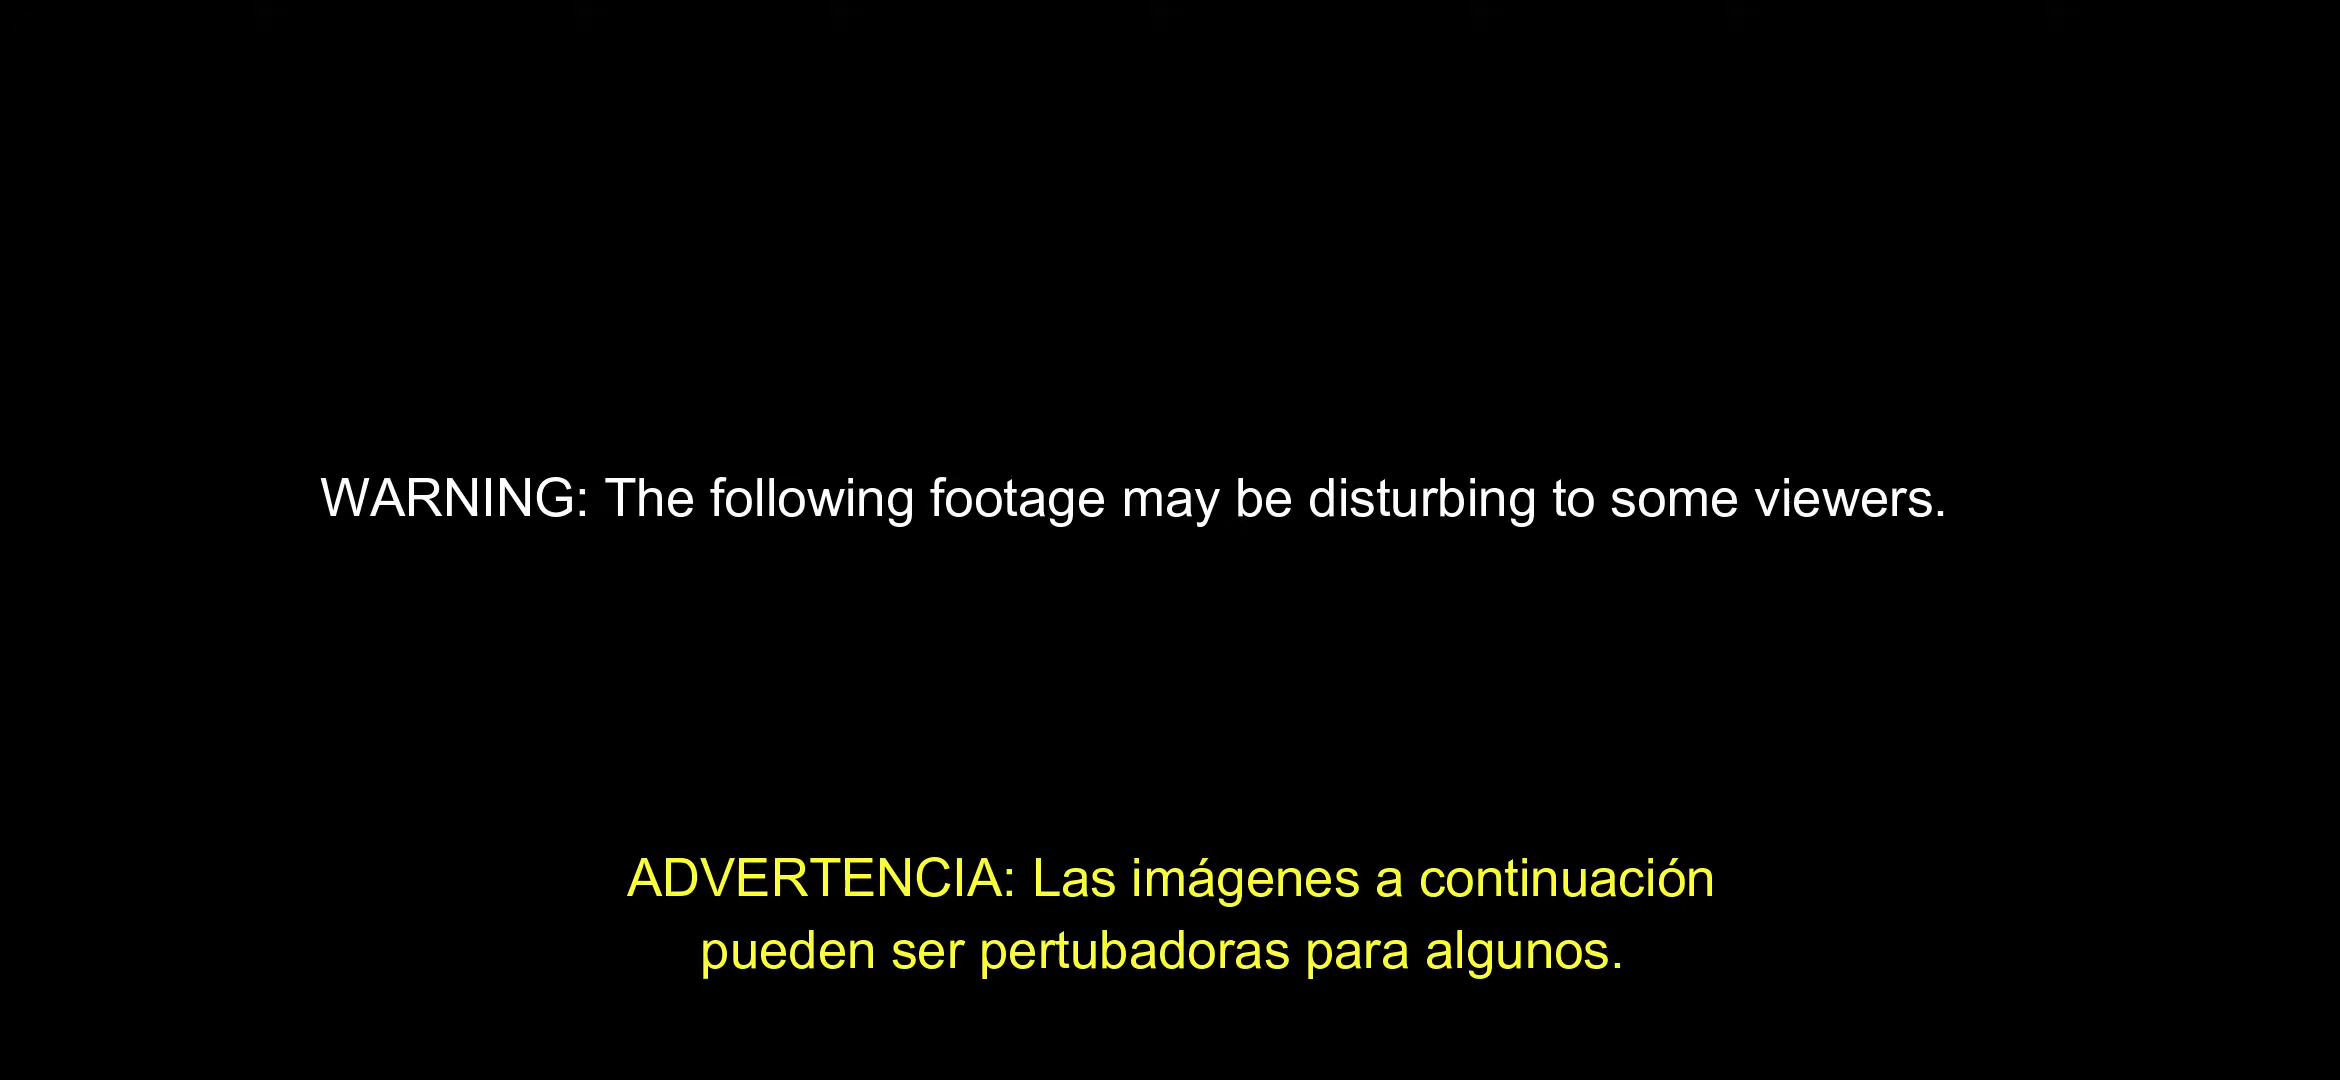 WARNING: The following footage may be disturbing to some viewers.
ADVERTENCIA: Las imágenes a continuación
pueden ser pertubadoras para algunos.